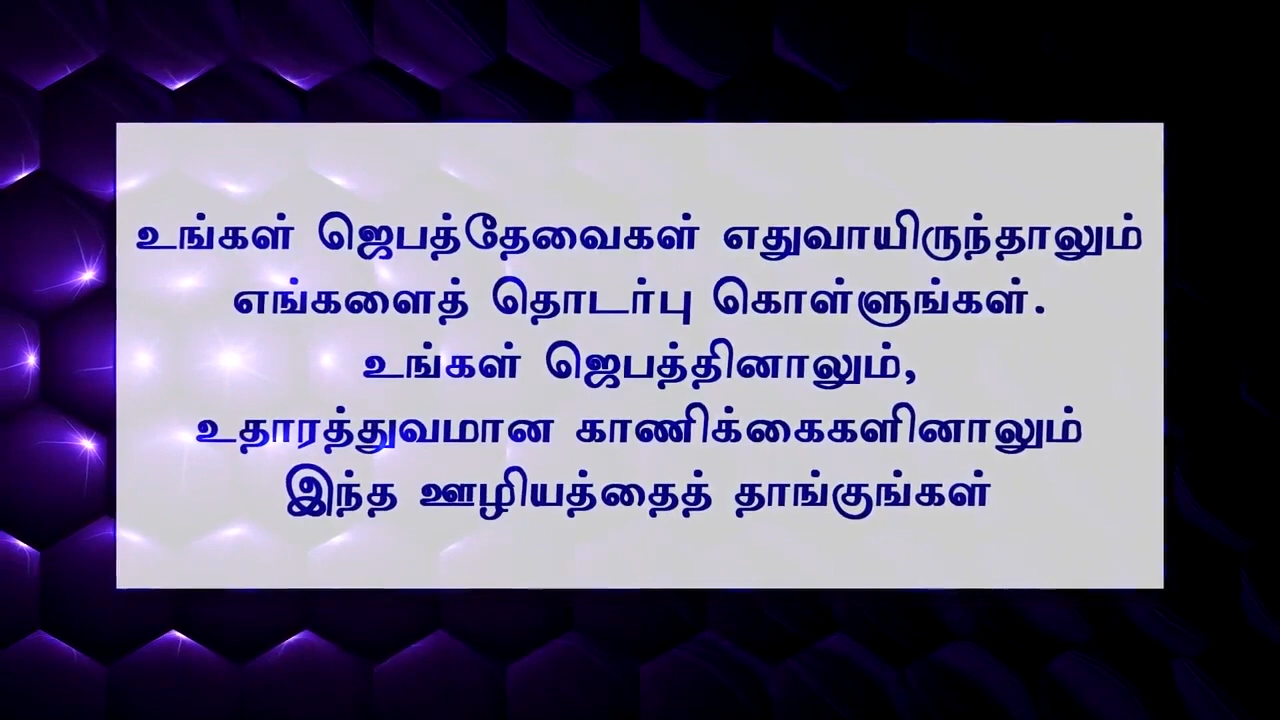 உங்கள் ஜெபத்தேவைகள் எதுவாயிருந்தாலும்
எங்களைத் தொடர்பு கொள்ளுங்கள்.
உங்கள் ஜெபத்தினாலும்,
உதாரத்துவமான காணிக்கைகளினாலும்
இந்த ஊழியத்தைத் தாங்குங்கள்